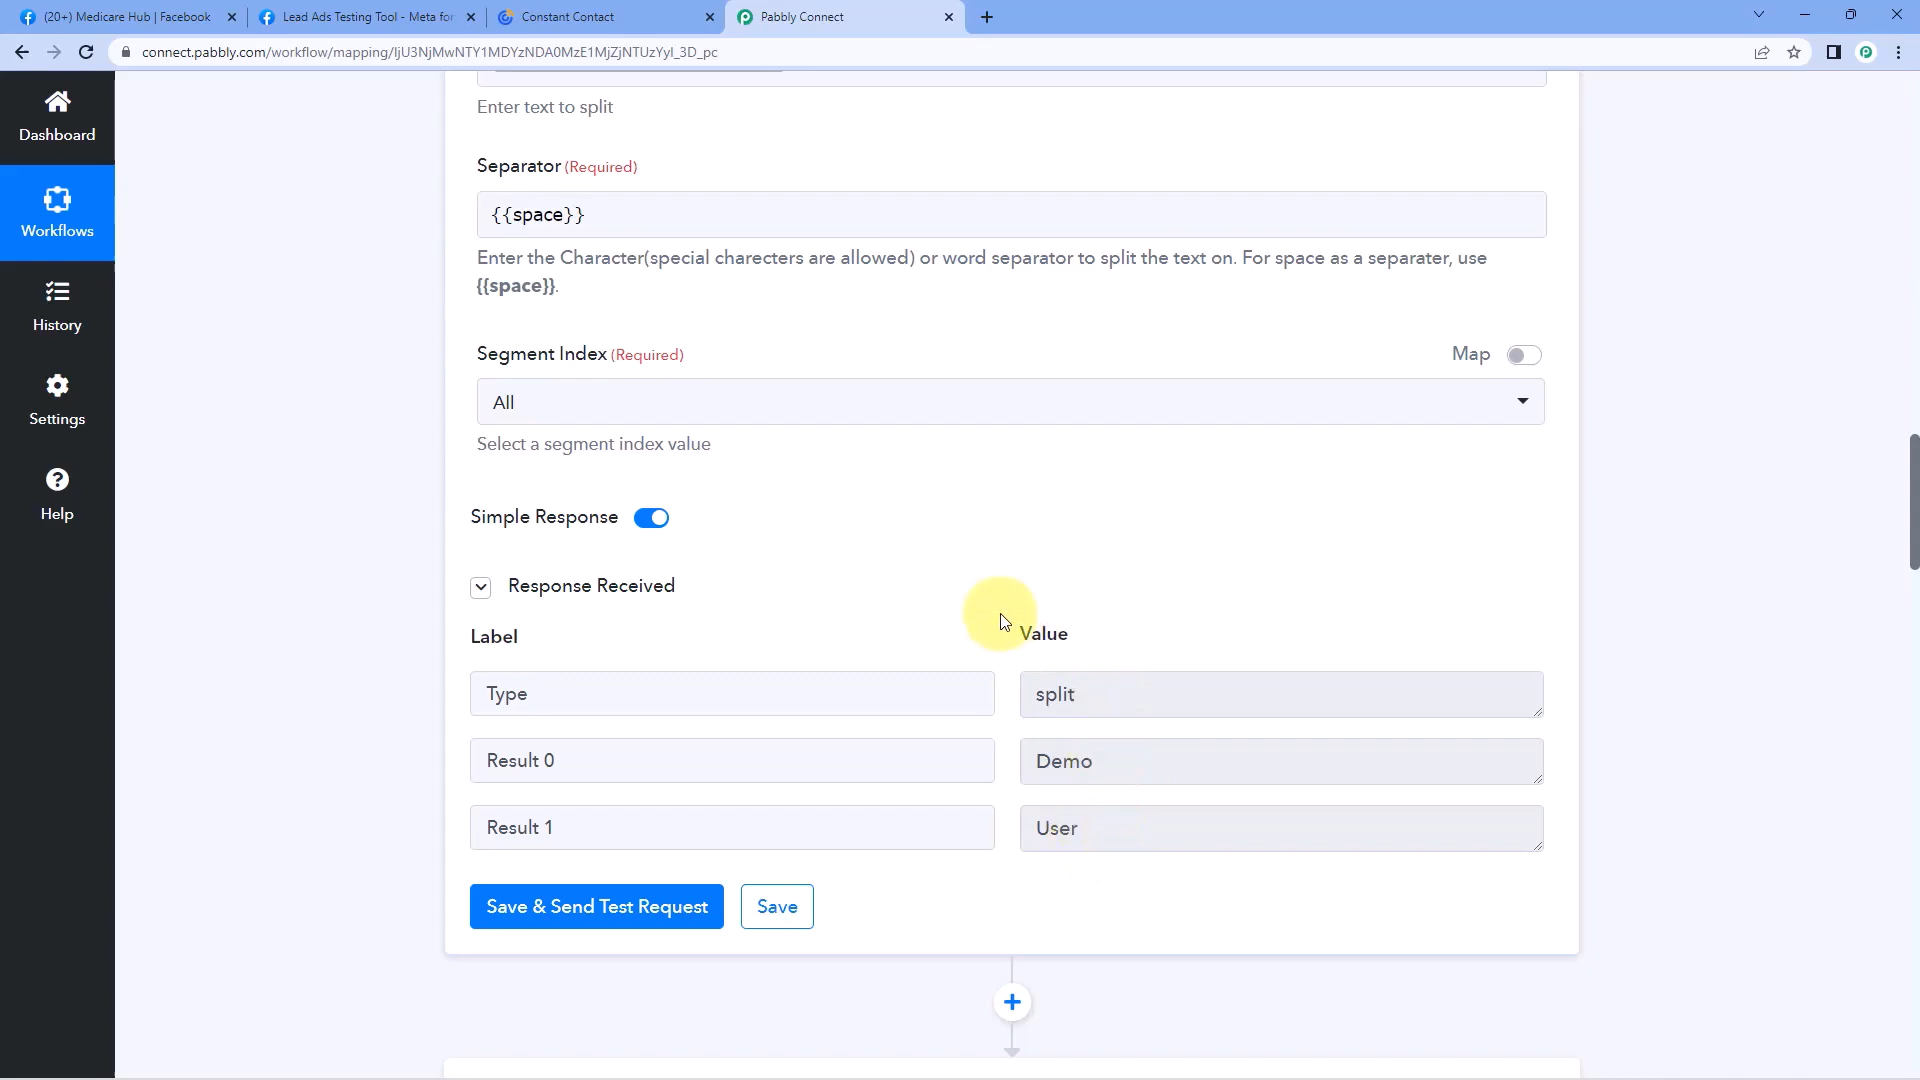 (20+) Medicare Hub | Facebook
Lead Ads Testing Tool - Meta for
Constant Contact
Pabbly Connect
connect.pabbly.com/workflow/mapping/IjU3NjMwNTY1MDYzNDA0MzE1MjZjNTUzYyI_3D_pc
Dashboard
Workflows
History
Settings
Help
Enter text to split
Separator (Required)
{{space}}
Enter the Character(special charecters are allowed) or word separator to split the text on. For space as a separater, use
{{space}}.
Segment Index (Required)
Map
All
Select a segment index value
Simple Response
Response Received
Label
Value
Type
split
Result 0
Demo
Result 1
User
Save & Send Test Request
Save